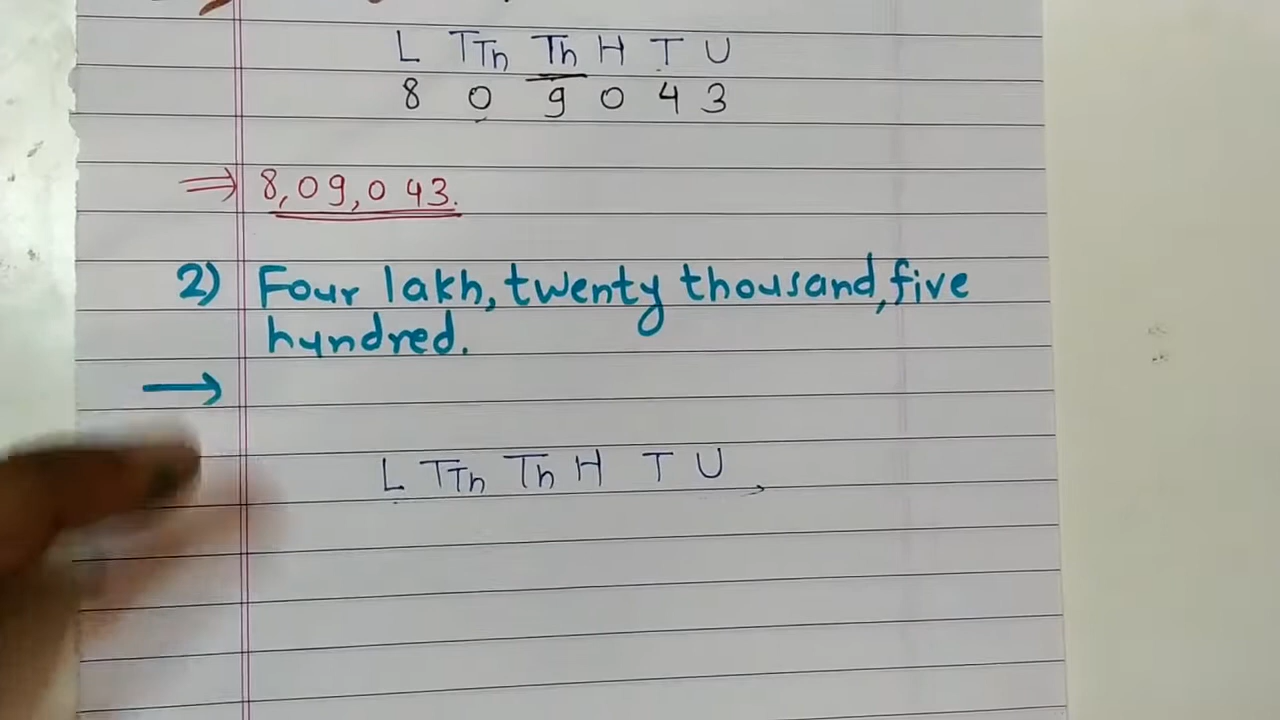 L TTh Th H T U
8 0 9 0 4 3
⇒ 8,09,043.
2) Four lakh, twenty thousand, five
hundred.
→
L TTh Th H T U